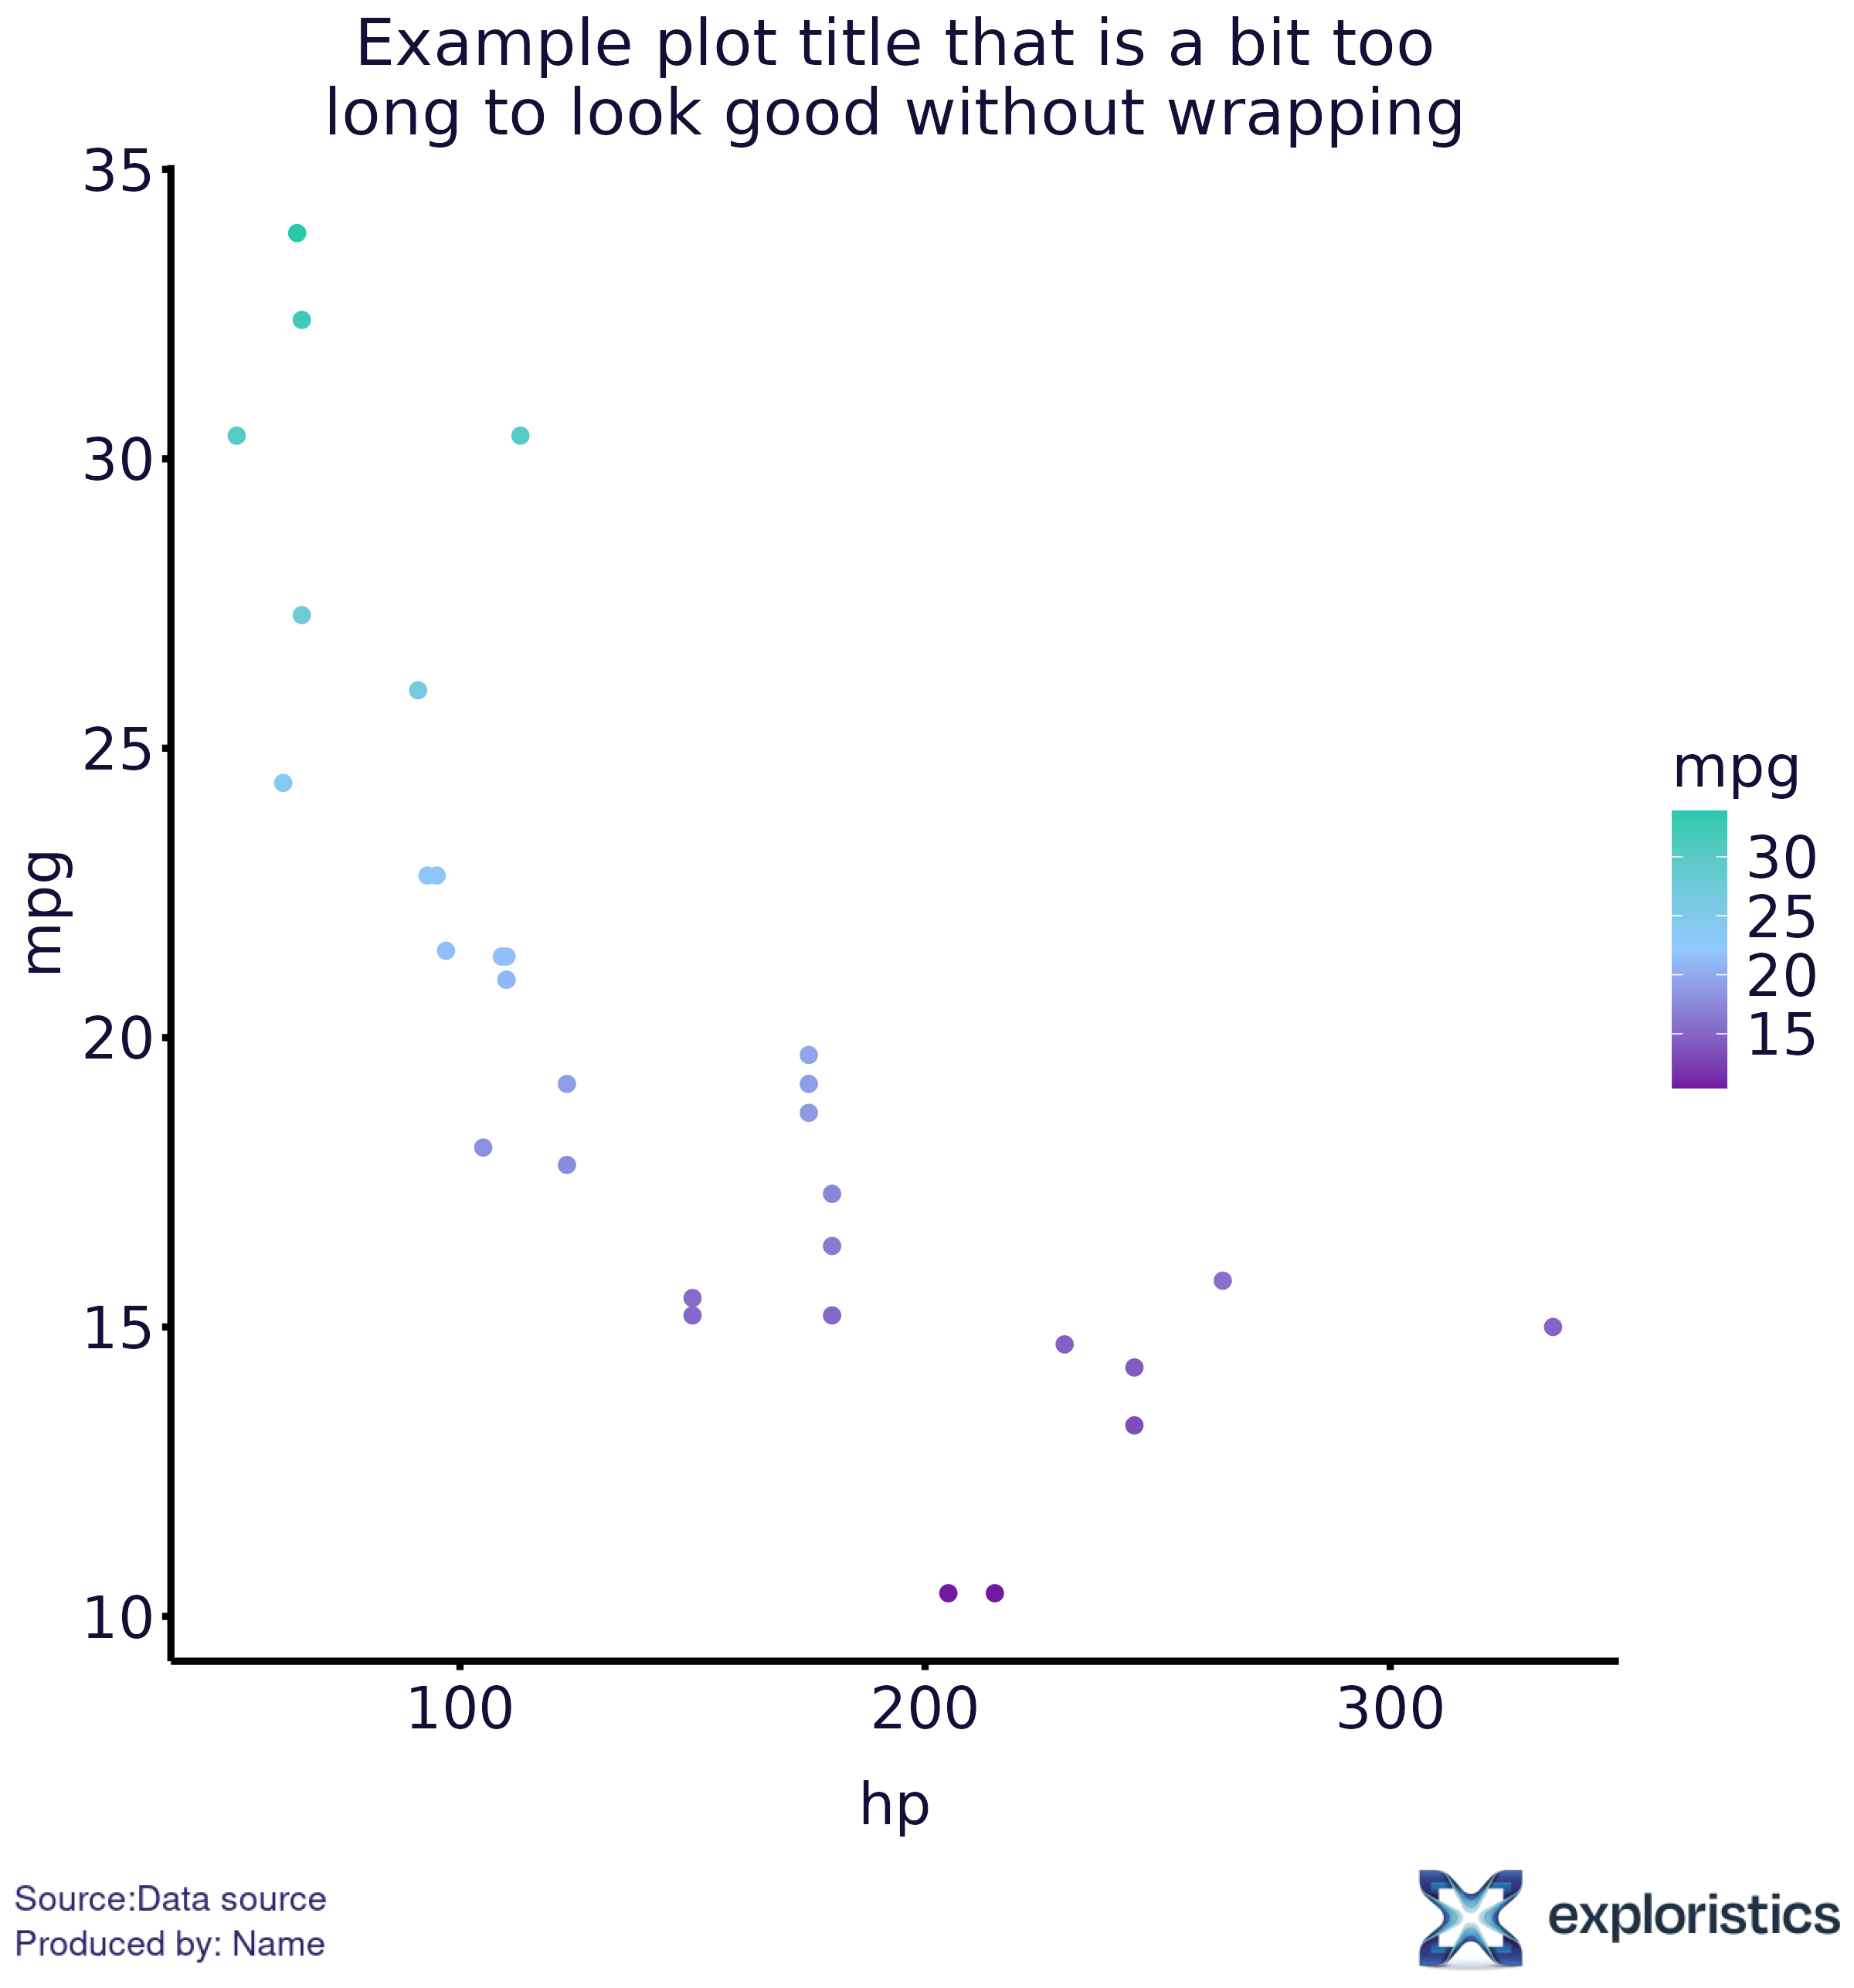 Example plot title that is a bit too
long to look good without wrapping
35
30
25
20
15
10
mpg
100
200
300
hp
mpg
30
25
20
15
Source:Data source
Produced by: Name
exploristics